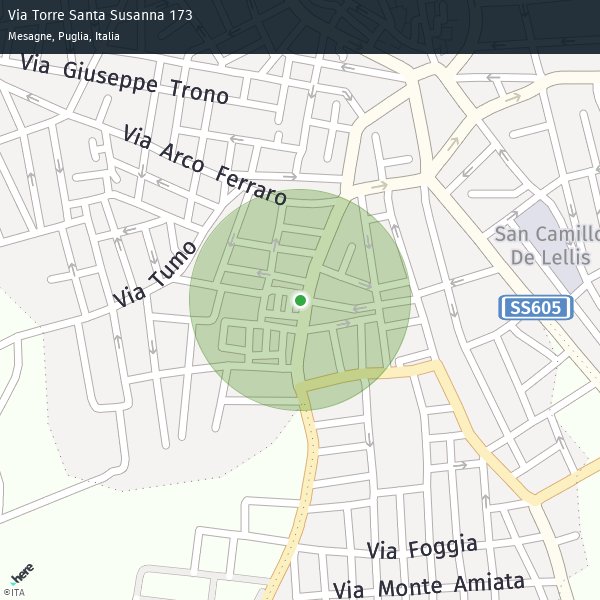 Via Torre Santa Susanna 173
Mesagne, Puglia, Italia
Via Giuseppe Trono
Via Arco Ferraro
San Camillo
De Lellis
Via Tumo
SS605
Via Foggia
Via Monte Amiata
here
©ITA